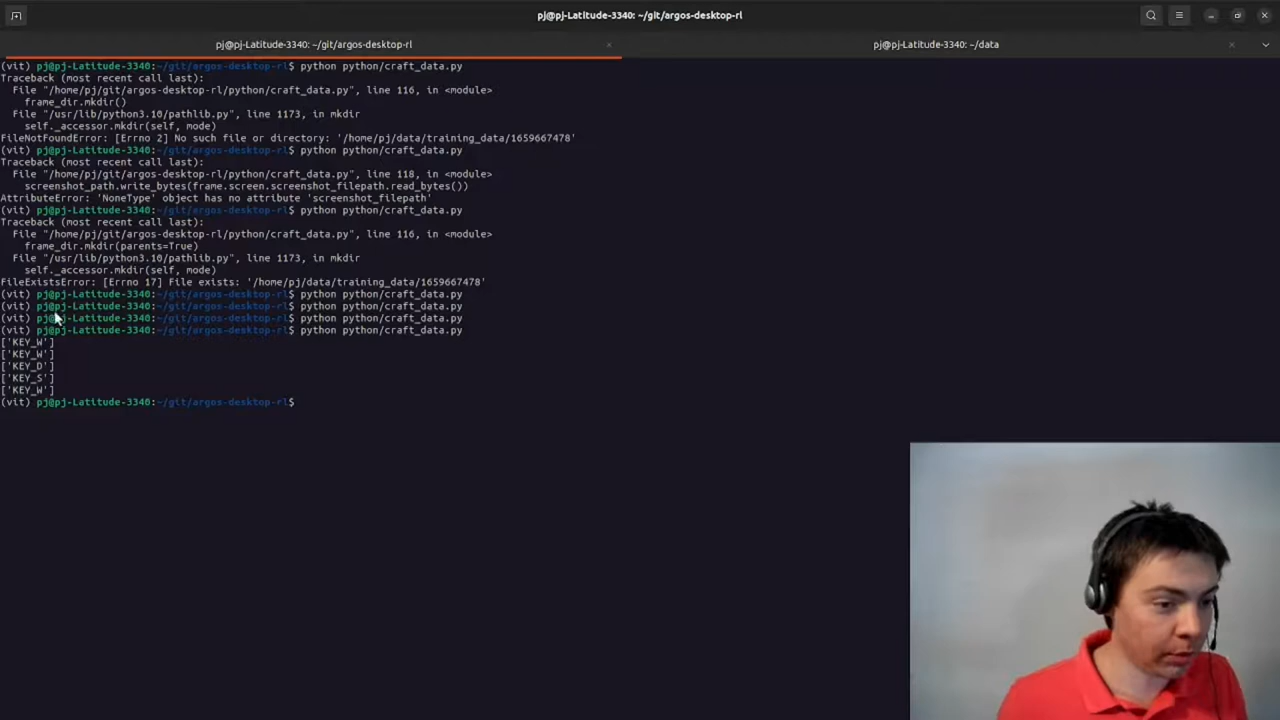 pj@pj-Latitude-3340: ~/git/argos-desktop-rl
pj@pj-Latitude-3340: ~/git/argos-desktop-rl
pj@pj-Latitude-3340: ~/data
(vit) pj@pj-Latitude-3340:~/git/argos-desktop-rl$ python python/craft_data.py
Traceback (most recent call last):
  File "/home/pj/git/argos-desktop-rl/python/craft_data.py", line 116, in <module>
    frame_dir.mkdir()
  File "/usr/lib/python3.10/pathlib.py", line 1173, in mkdir
    self._accessor.mkdir(self, mode)
FileNotFoundError: [Errno 2] No such file or directory: '/home/pj/data/training_data/1659667478'
(vit) pj@pj-Latitude-3340:~/git/argos-desktop-rl$ python python/craft_data.py
Traceback (most recent call last):
  File "/home/pj/git/argos-desktop-rl/python/craft_data.py", line 118, in <module>
    screenshot_path.write_bytes(frame.screen.screenshot_filepath.read_bytes())
AttributeError: 'NoneType' object has no attribute 'screenshot_filepath'
(vit) pj@pj-Latitude-3340:~/git/argos-desktop-rl$ python python/craft_data.py
Traceback (most recent call last):
  File "/home/pj/git/argos-desktop-rl/python/craft_data.py", line 116, in <module>
    frame_dir.mkdir(parents=True)
  File "/usr/lib/python3.10/pathlib.py", line 1173, in mkdir
    self._accessor.mkdir(self, mode)
FileExistsError: [Errno 17] File exists: '/home/pj/data/training_data/1659667478'
(vit) pj@pj-Latitude-3340:~/git/argos-desktop-rl$ python python/craft_data.py
(vit) pj@pj-Latitude-3340:~/git/argos-desktop-rl$ python python/craft_data.py
(vit) pj@pj-Latitude-3340:~/git/argos-desktop-rl$ python python/craft_data.py
(vit) pj@pj-Latitude-3340:~/git/argos-desktop-rl$ python python/craft_data.py
['KEY_W']
['KEY_W']
['KEY_D']
['KEY_S']
['KEY_W']
(vit) pj@pj-Latitude-3340:~/git/argos-desktop-rl$